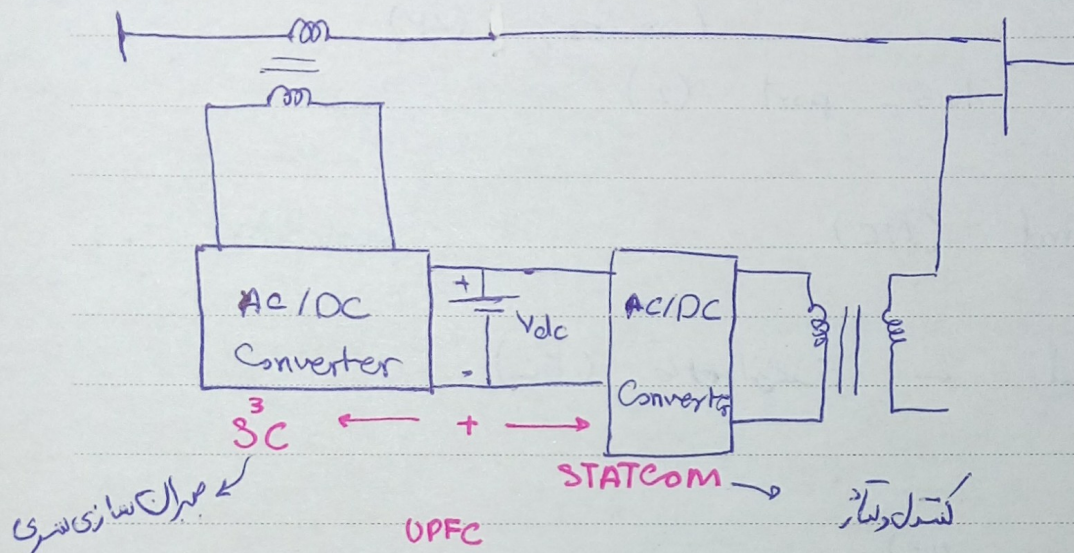 AC/DC
Converter
+
-
Vdc
AC/DC
Converter
S³C
+
STATCOM
جبران سازی سری
کنترل ولتاژ
UPFC